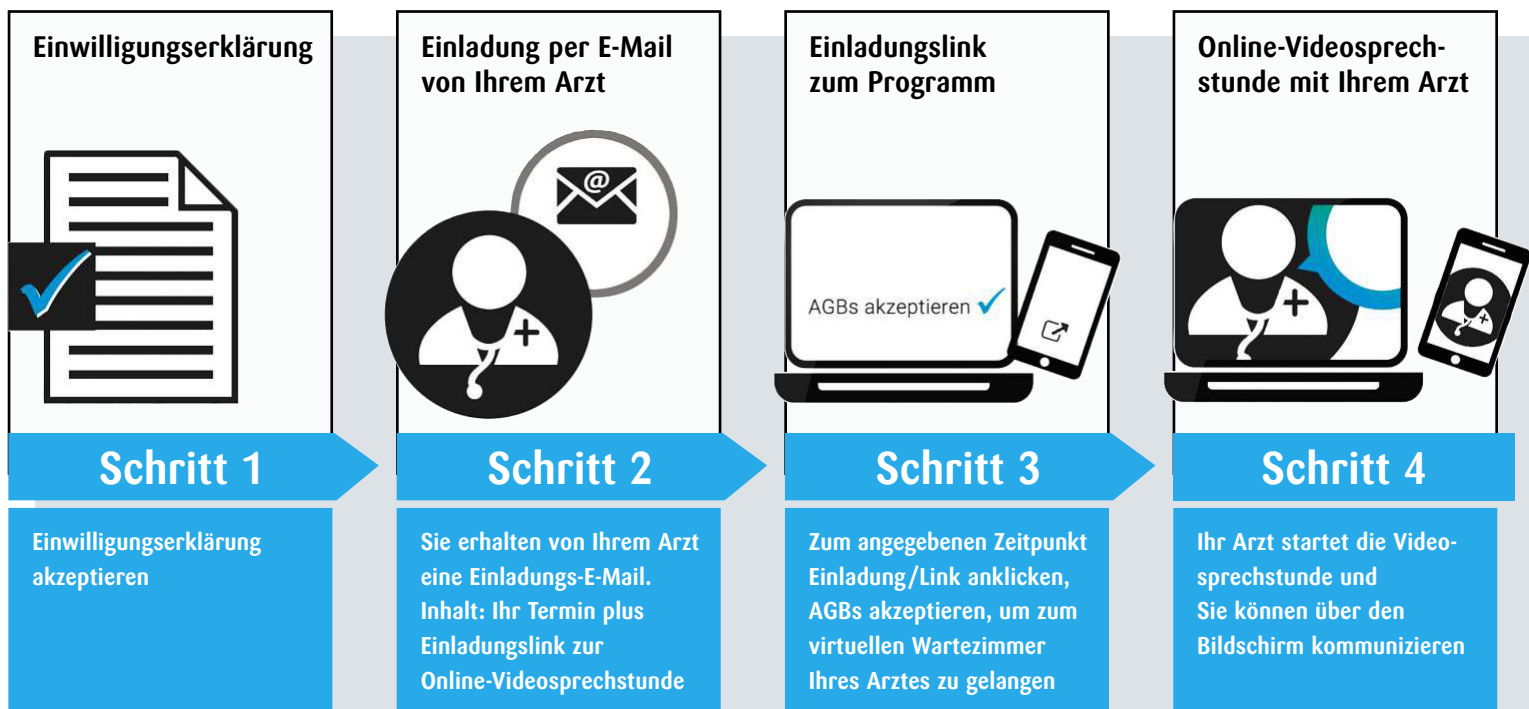 Einwilligungserklärung
Einladung per E-Mail
von Ihrem Arzt
Einladungslink
zum Programm
Online-Videosprech-
stunde mit Ihrem Arzt
@
AGBs akzeptieren
Schritt 1
Schritt 2
Schritt 3
Schritt 4
Einwilligungserklärung
akzeptieren
Sie erhalten von Ihrem Arzt
eine Einladungs-E-Mail.
Inhalt: Ihr Termin plus
Einladungslink zur
Online-Videosprechstunde
Zum angegebenen Zeitpunkt
Einladung/Link anklicken,
AGBs akzeptieren, um zum
virtuellen Wartezimmer
Ihres Arztes zu gelangen
Ihr Arzt startet die Video-
sprechstunde und
Sie können über den
Bildschirm kommunizieren